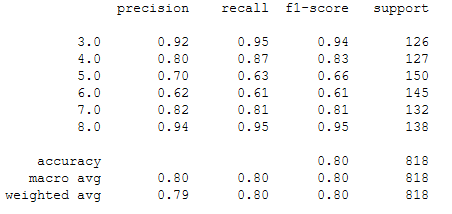 precision recall f1-score support
3.0 0.92 0.95 0.94 126
4.0 0.80 0.87 0.83 127
5.0 0.70 0.63 0.66 150
6.0 0.62 0.61 0.61 145
7.0 0.82 0.81 0.81 132
8.0 0.94 0.95 0.95 138
accuracy 0.80 818
macro avg 0.80 0.80 0.80 818
weighted avg 0.79 0.80 0.80 818